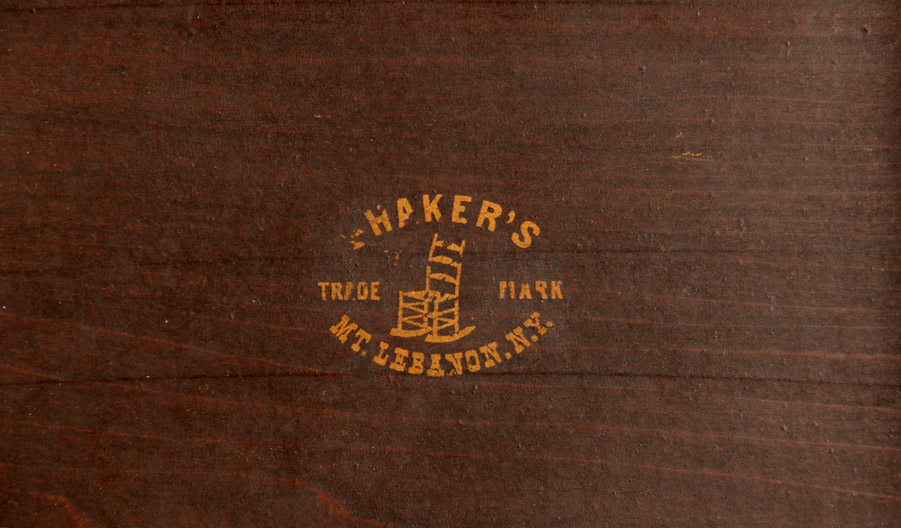 SHAKER'S
TRADE MARK
MT. LEBANON. N.Y.